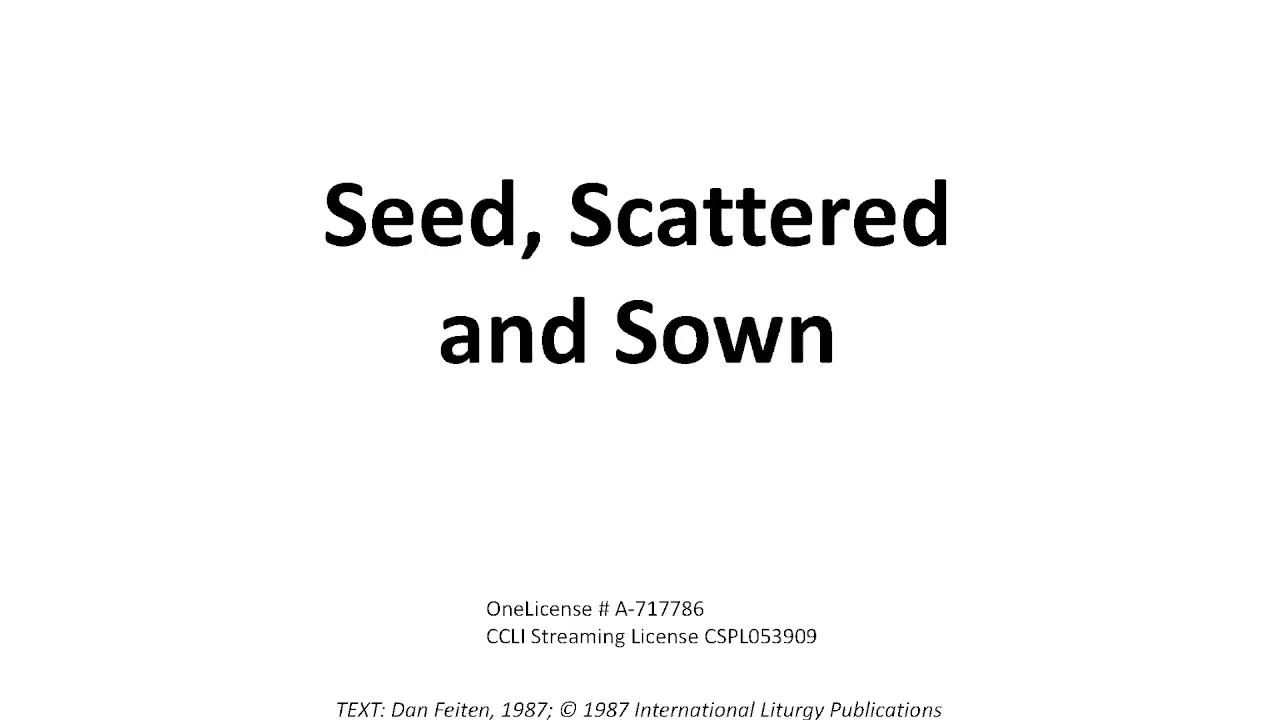 Seed, Scattered
and Sown
OneLicense # A-717786
CCLI Streaming License CSPL053909
TEXT: Dan Feiten, 1987; © 1987 International Liturgy Publications